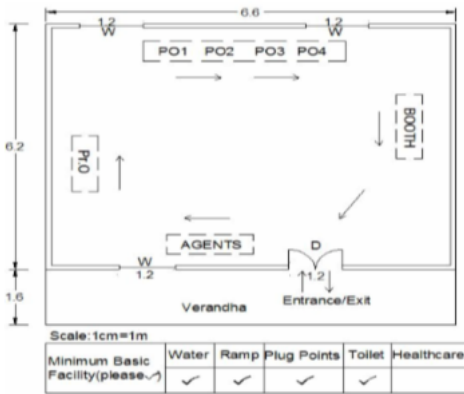 6.6
1.2 1.2
W W
PO1 PO2 PO3 PO4
BOOTH
6.2
Pr.O
W AGENTS D
1.2 1.2
1.6
Verandha Entrance/Exit
Scale:1cm=1m
Minimum Basic Facility(please✓) Water Ramp Plug Points Toilet Healthcare
✓ ✓ ✓ ✓